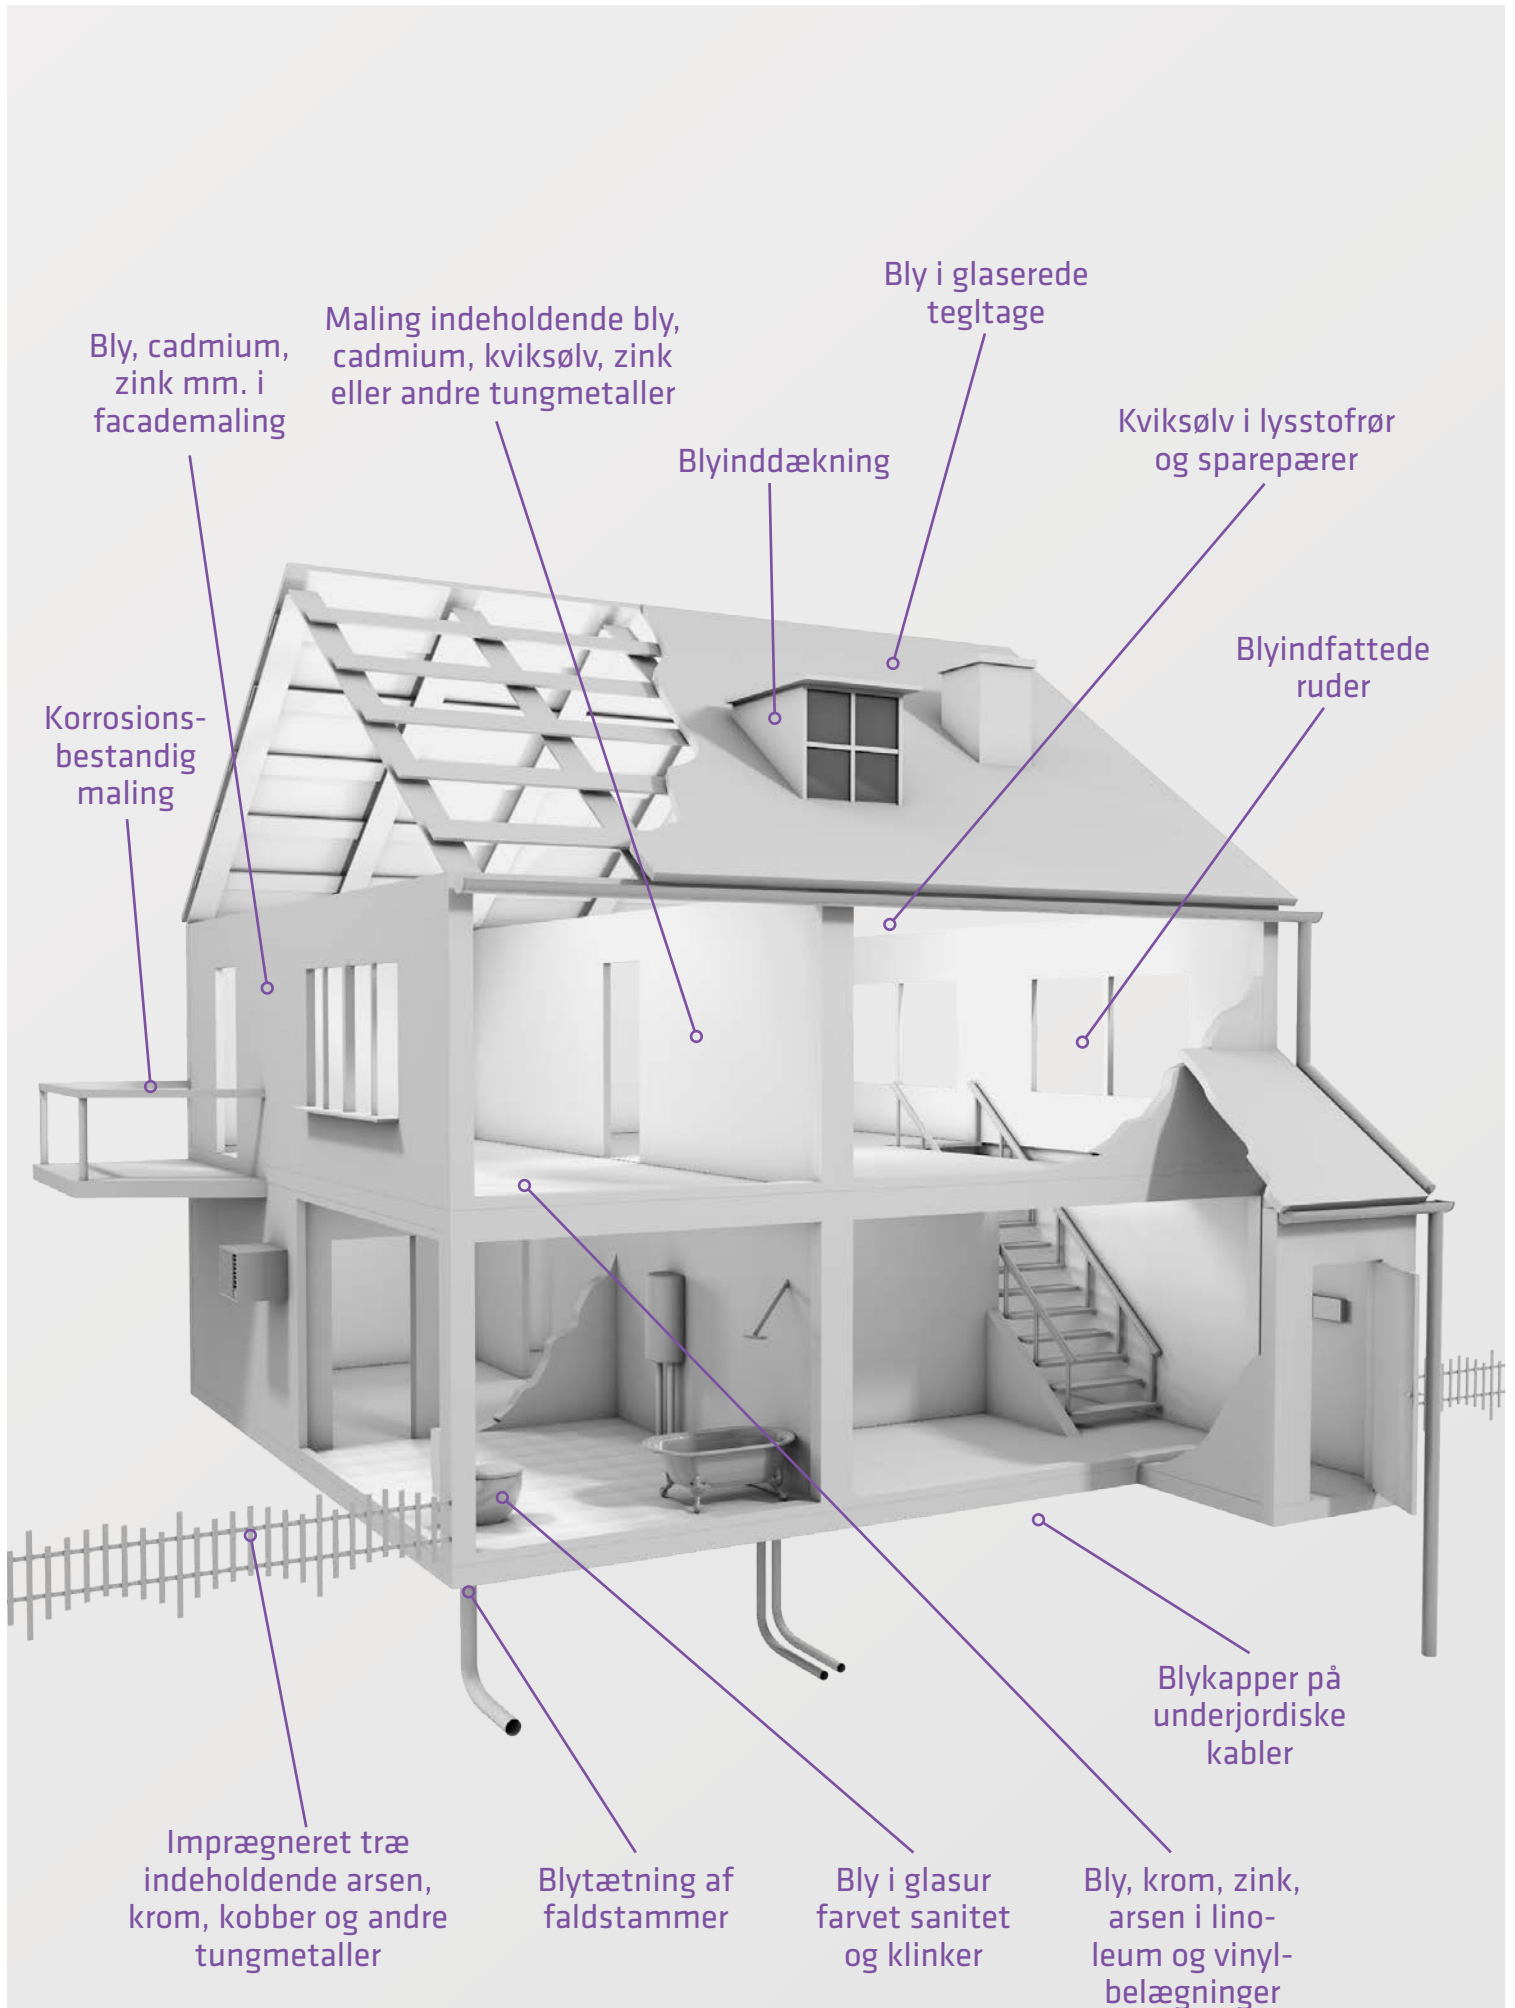 Bly i glaserede
tegltage
Maling indeholdende bly,
cadmium, kviksølv, zink
eller andre tungmetaller
Bly, cadmium,
zink mm. i
facademaling
Kviksølv i lysstofrør
og sparepærer
Blyinddækning
Blyindfattede
ruder
Korrosions-
bestandig
maling
Blykapper på
underjordiske
kabler
Imprægneret træ
indeholdende arsen,
krom, kobber og andre
tungmetaller
Blytætning af
faldstammer
Bly i glasur
farvet sanitet
og klinker
Bly, krom, zink,
arsen i lino-
leum og vinyl-
belægninger